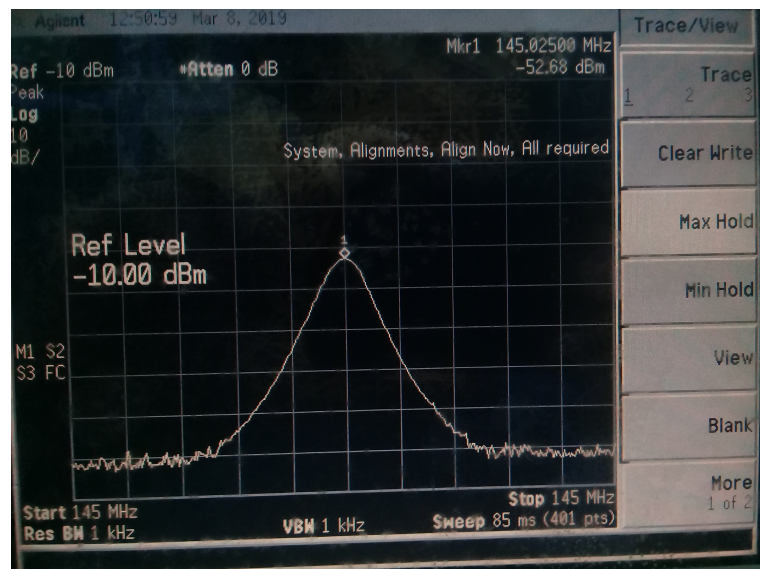 Agilent 12:50:59 Mar 8, 2019
Trace/View
Mkr1 145.02500 MHz
Ref -10 dBm *Atten 0 dB -52.68 dBm
Peak
Log
10
dB/
Trace
1 2 3
System, Alignments, Align Now, All required
Clear Write
Max Hold
Ref Level
-10.00 dBm
1
Min Hold
M1 S2
S3 FC
View
Blank
Start 145 MHz Stop 145 MHz
Res BW 1 kHz VBW 1 kHz Sweep 85 ms (401 pts)
More
1 of 2